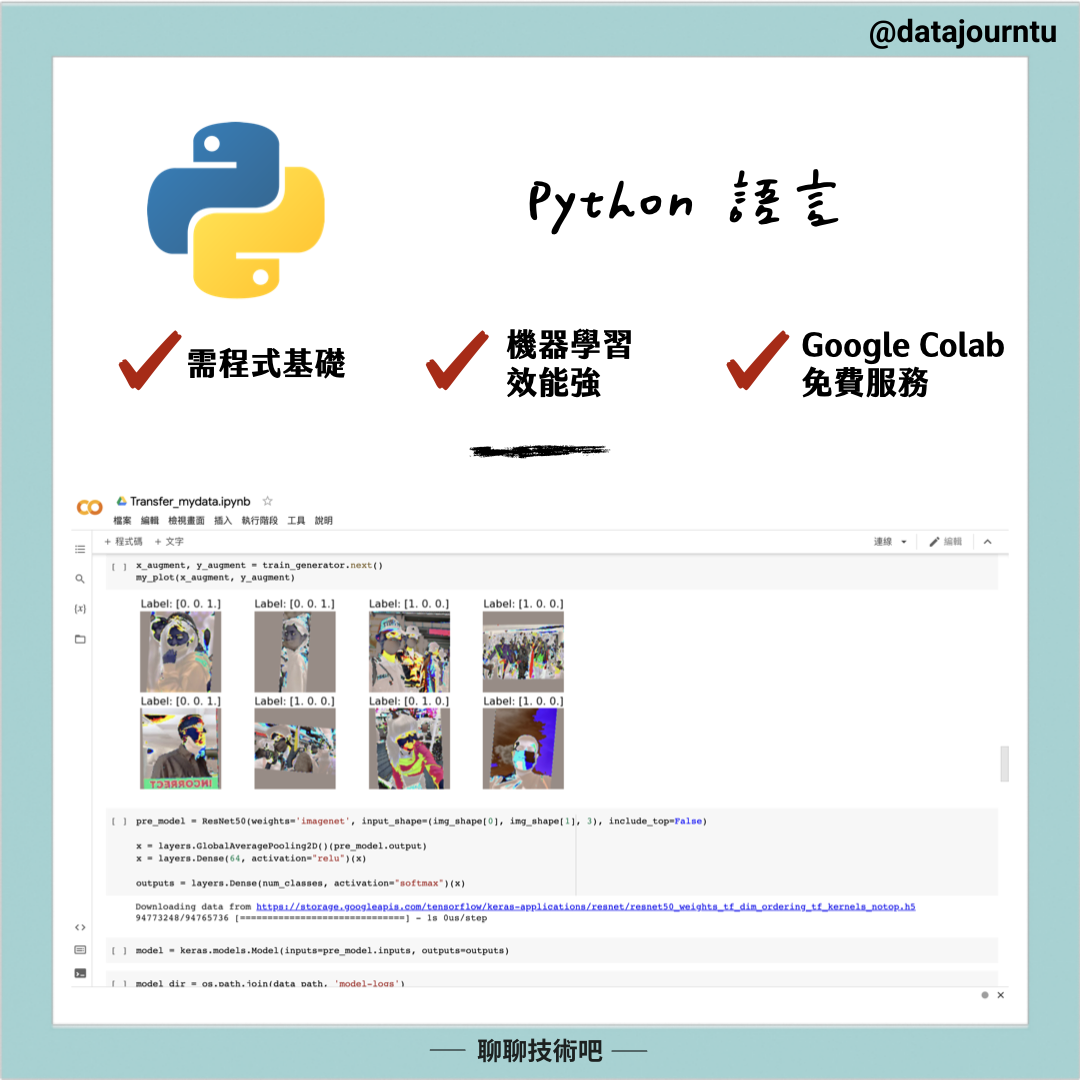 @datajourntu
Python 語言
需程式基礎
機器學習
效能強
Google Colab
免費服務
CO
Transfer_mydata.ipynb
檔案 編輯 檢視畫面 插入 執行階段 工具 說明
+ 程式碼 + 文字
連線 編輯
{x}
[ ] x_augment, y_augment = train_generator.next()
my_plot(x_augment, y_augment)
Label: [0. 0. 1.] Label: [0. 0. 1.] Label: [1. 0. 0.] Label: [1. 0. 0.]
Label: [0. 0. 1.] Label: [1. 0. 0.] Label: [0. 1. 0.] Label: [1. 0. 0.]
INCORRECT
[ ] pre_model = ResNet50(weights='imagenet', input_shape=(img_shape[0], img_shape[1], 3), include_top=False)
x = layers.GlobalAveragePooling2D()(pre_model.output)
x = layers.Dense(64, activation="relu")(x)
outputs = layers.Dense(num_classes, activation="softmax")(x)
Downloading data from https://storage.googleapis.com/tensorflow/keras-applications/resnet/resnet50_weights_tf_dim_ordering_tf_kernels_notop.h5
94773248/94765736 [==============================] - 1s 0us/step
[ ] model = keras.models.Model(inputs=pre_model.inputs, outputs=outputs)
[ ] model_dir = os.path.join(data_path, 'model-logs')
聊聊技術吧